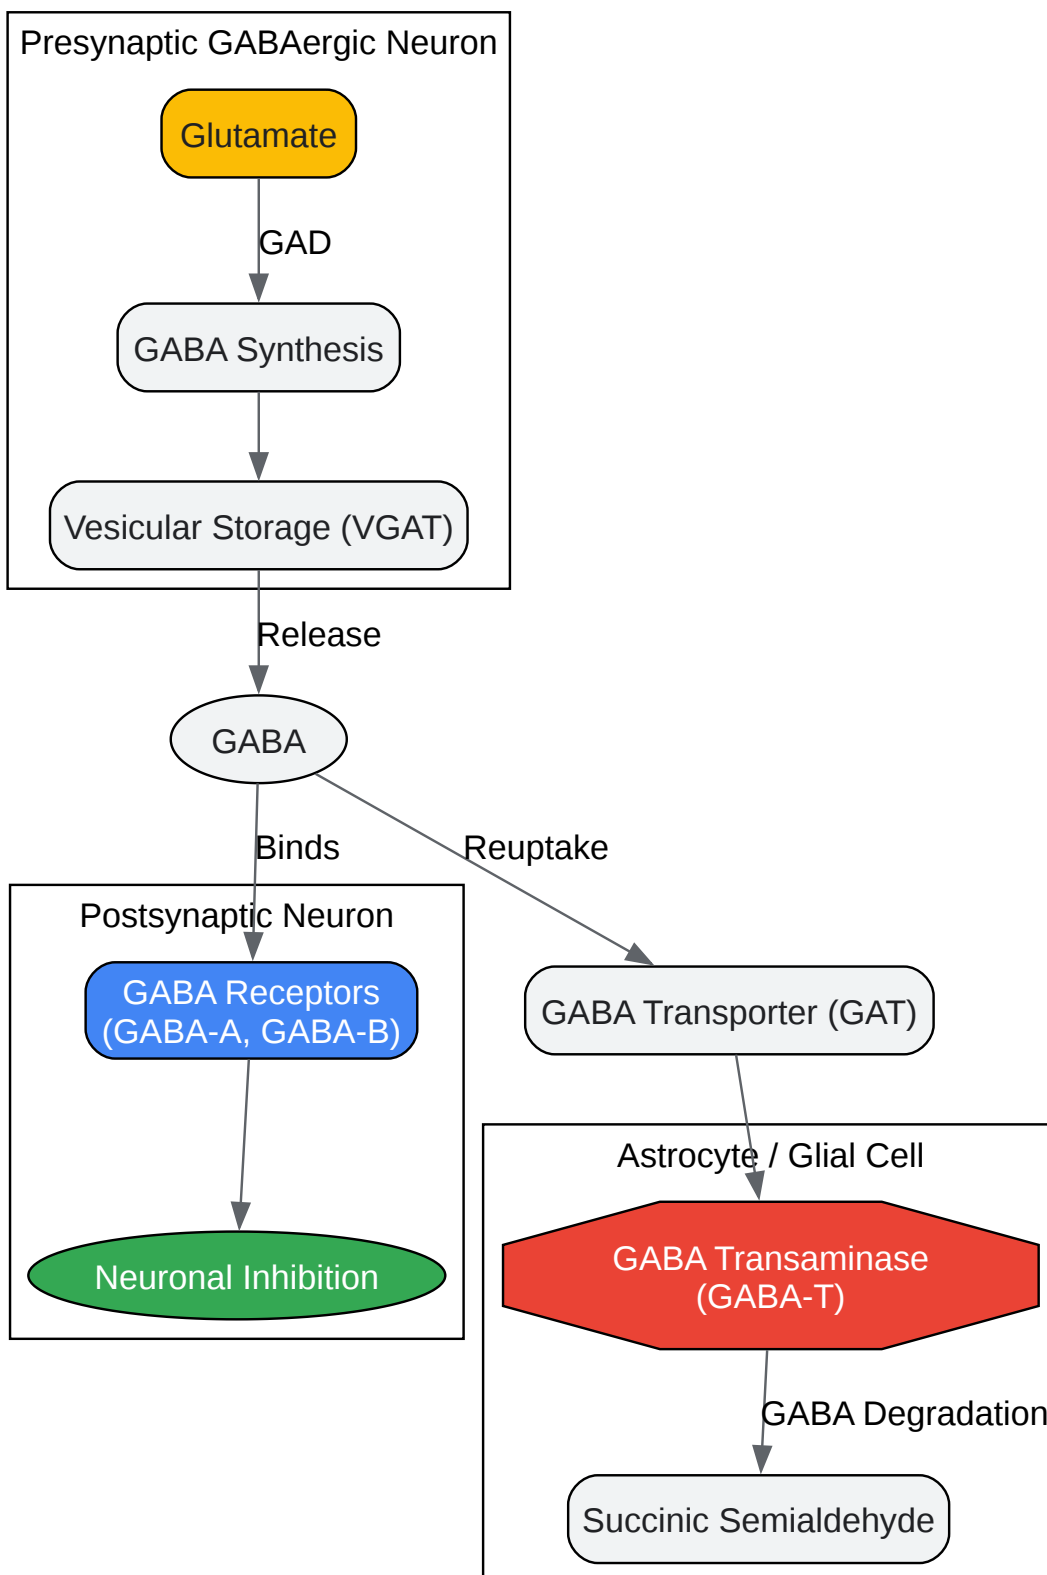 Presynaptic GABAergic Neuron
Glutamate
GAD
GABA Synthesis
Vesicular Storage (VGAT)
Release
GABA
Binds
Reuptake
Postsynaptic Neuron
GABA Receptors
(GABA-A, GABA-B)
GABA Transporter (GAT)
Astrocyte / Glial Cell
Neuronal Inhibition
GABA Transaminase
(GABA-T)
GABA Degradation
Succinic Semialdehyde